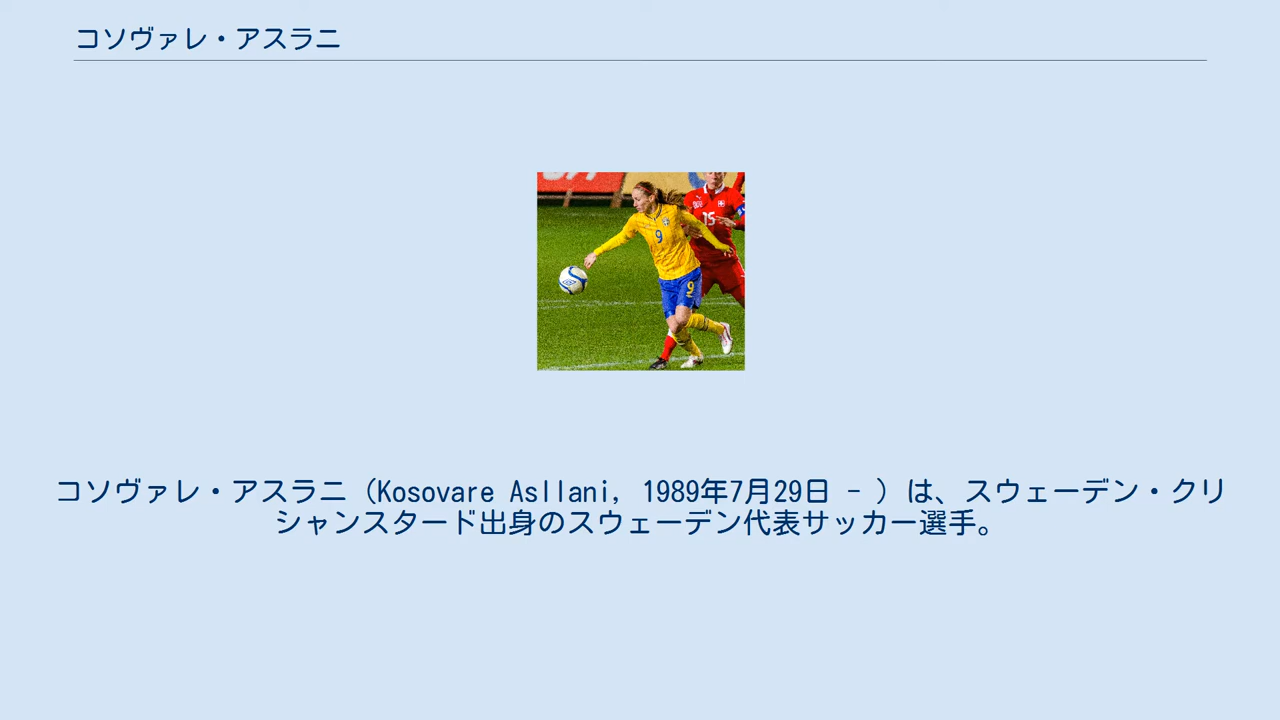 コソヴァレ・アスラニ
9
9
15
コソヴァレ・アスラニ（Kosovare Asllani, 1989年7月29日 - ）は、スウェーデン・クリ
シャンスタード出身のスウェーデン代表サッカー選手。